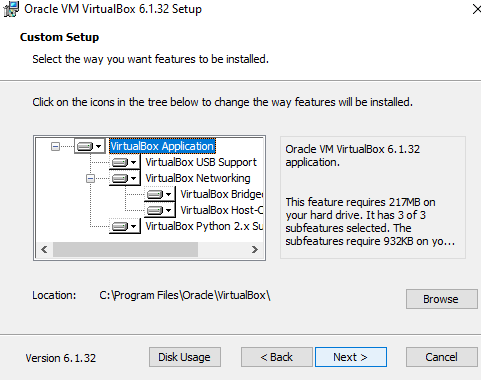 Oracle VM VirtualBox 6.1.32 Setup
Custom Setup
Select the way you want features to be installed.
Click on the icons in the tree below to change the way features will be installed.
VirtualBox Application
VirtualBox USB Support
VirtualBox Networking
VirtualBox Bridged
VirtualBox Host-O
VirtualBox Python 2.x Su
Oracle VM VirtualBox 6.1.32
application.
This feature requires 217MB on
your hard drive. It has 3 of 3
subfeatures selected. The
subfeatures require 932KB on yo...
Location: C:\Program Files\Oracle\VirtualBox\
Browse
Version 6.1.32
Disk Usage
< Back
Next >
Cancel